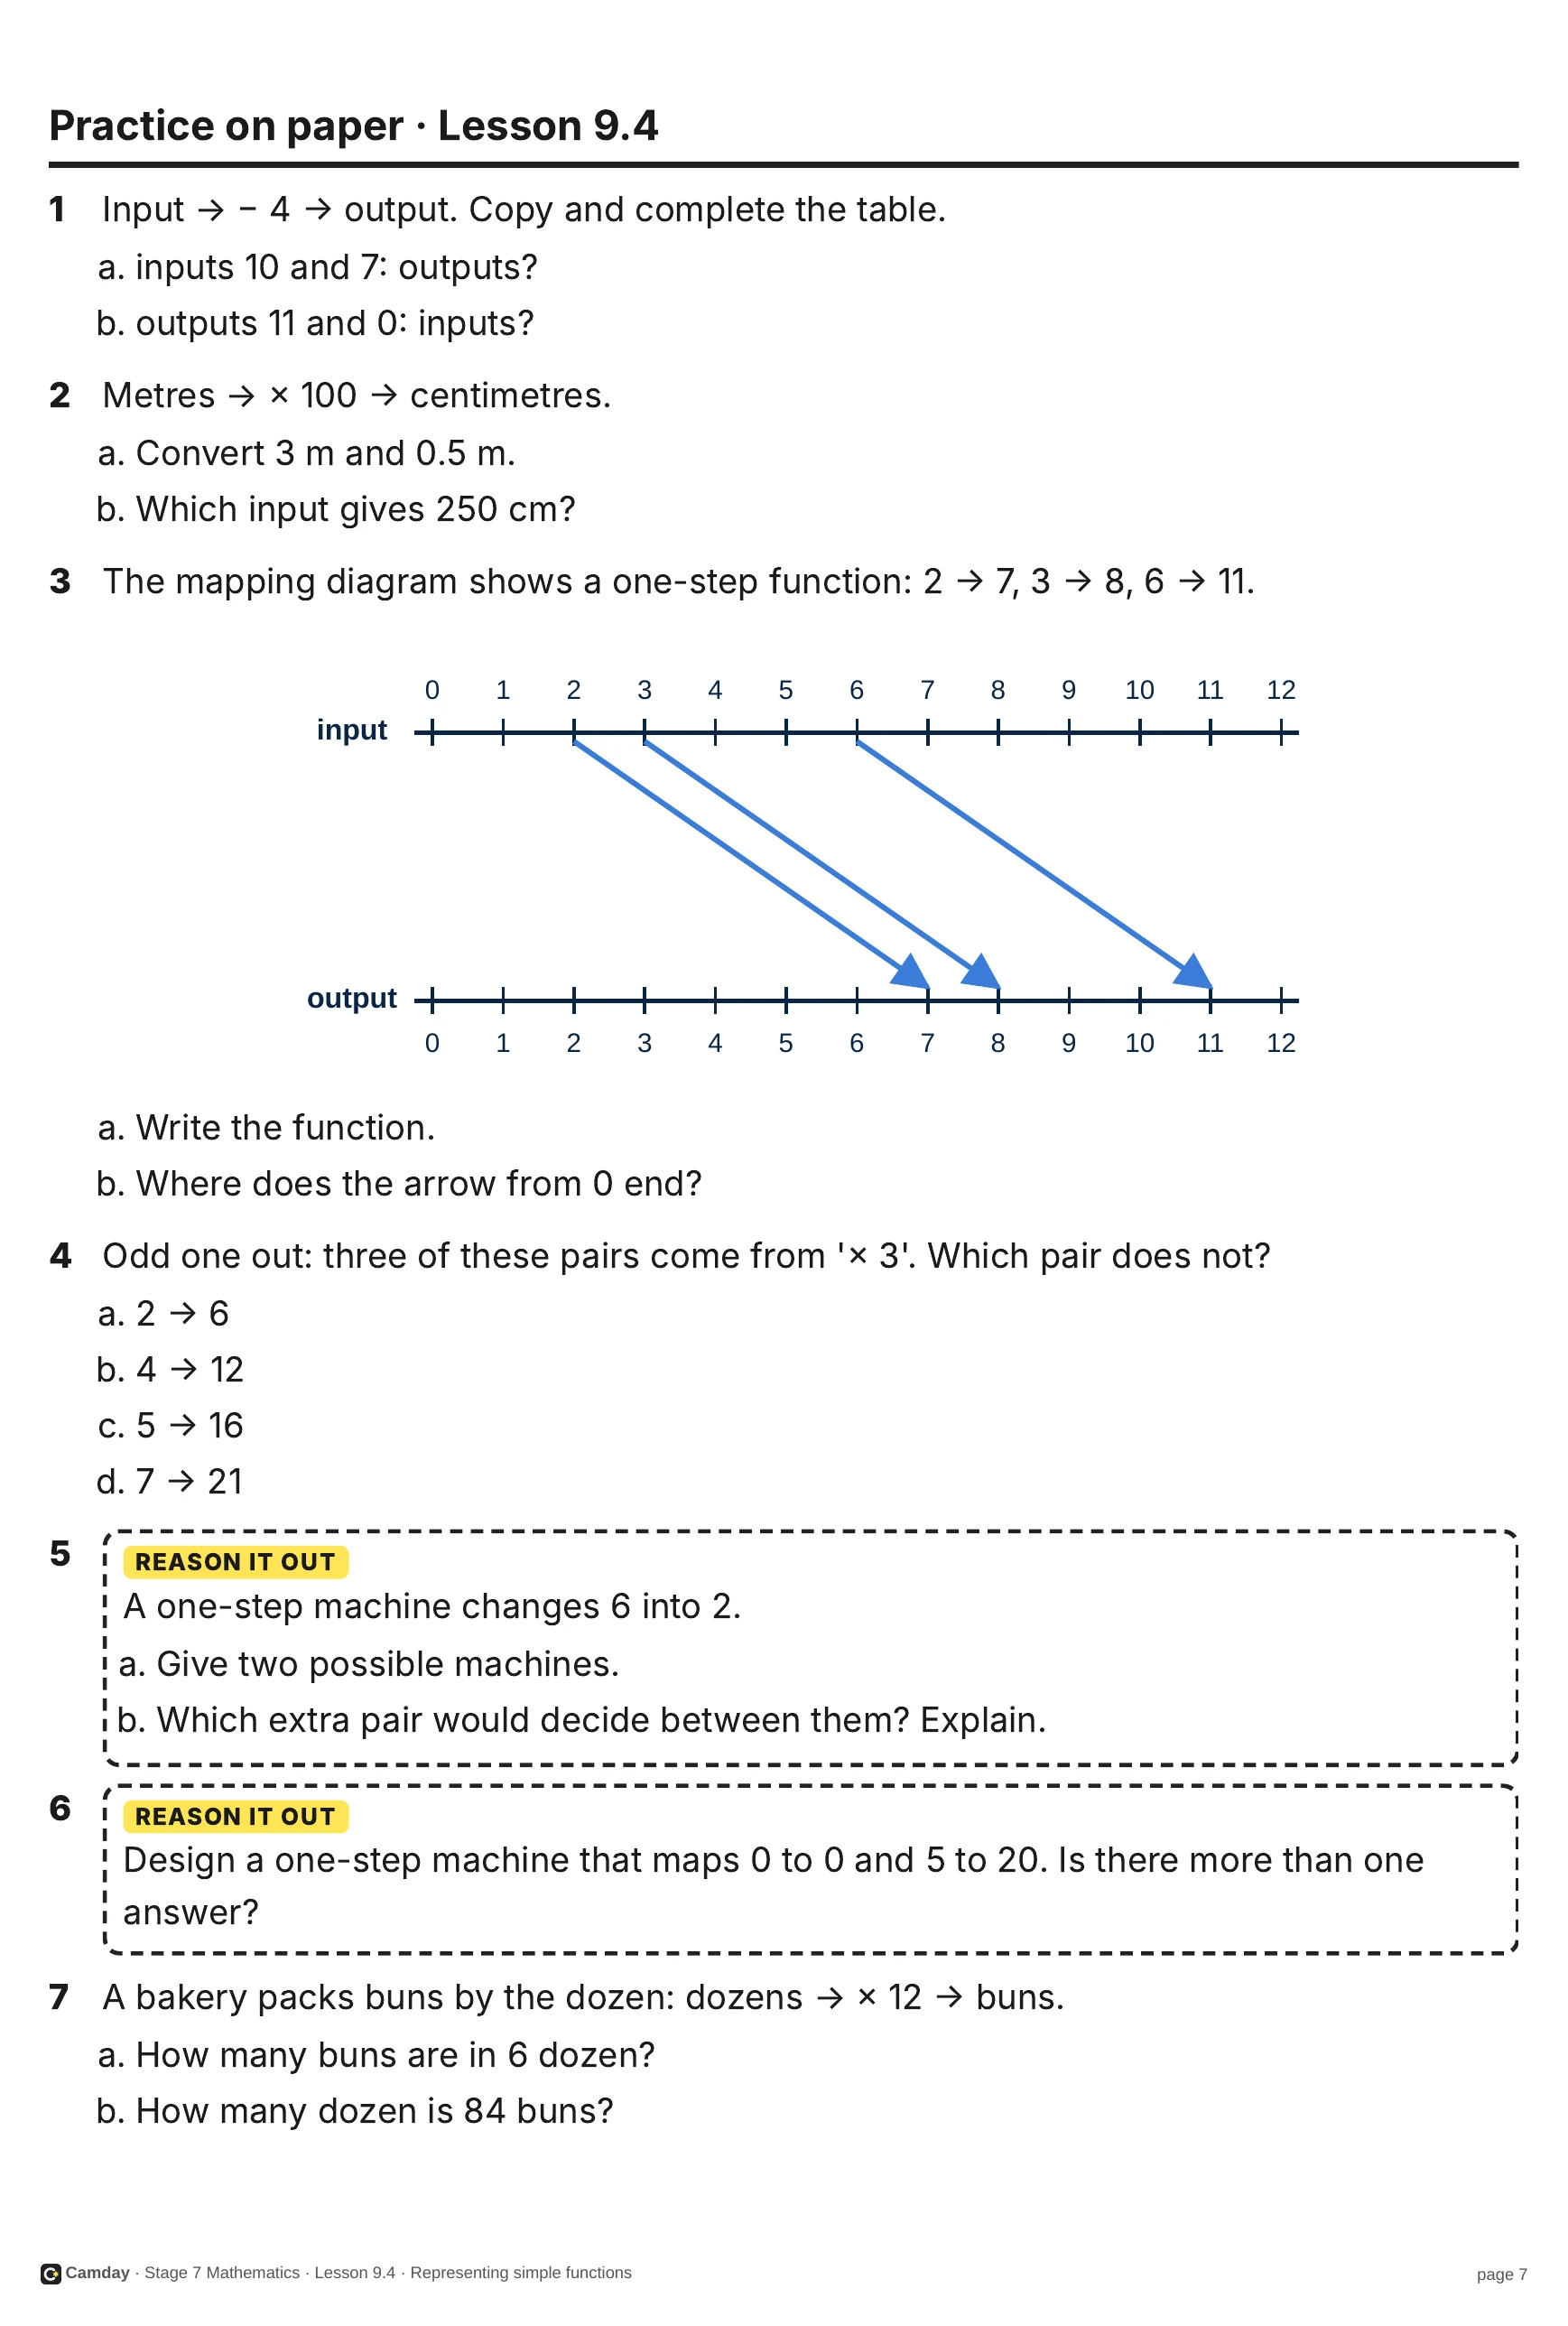 Practice on paper · Lesson 9.4
1 Input → − 4 → output. Copy and complete the table.
a. inputs 10 and 7: outputs?
b. outputs 11 and 0: inputs?
2 Metres → × 100 → centimetres.
a. Convert 3 m and 0.5 m.
b. Which input gives 250 cm?
3 The mapping diagram shows a one-step function: 2 → 7, 3 → 8, 6 → 11.
0 1 2 3 4 5 6 7 8 9 10 11 12
input
output
0 1 2 3 4 5 6 7 8 9 10 11 12
a. Write the function.
b. Where does the arrow from 0 end?
4 Odd one out: three of these pairs come from '× 3'. Which pair does not?
a. 2 → 6
b. 4 → 12
c. 5 → 16
d. 7 → 21
5 REASON IT OUT
A one-step machine changes 6 into 2.
a. Give two possible machines.
b. Which extra pair would decide between them? Explain.
6 REASON IT OUT
Design a one-step machine that maps 0 to 0 and 5 to 20. Is there more than one
answer?
7 A bakery packs buns by the dozen: dozens → × 12 → buns.
a. How many buns are in 6 dozen?
b. How many dozen is 84 buns?
Camday · Stage 7 Mathematics · Lesson 9.4 · Representing simple functions page 7